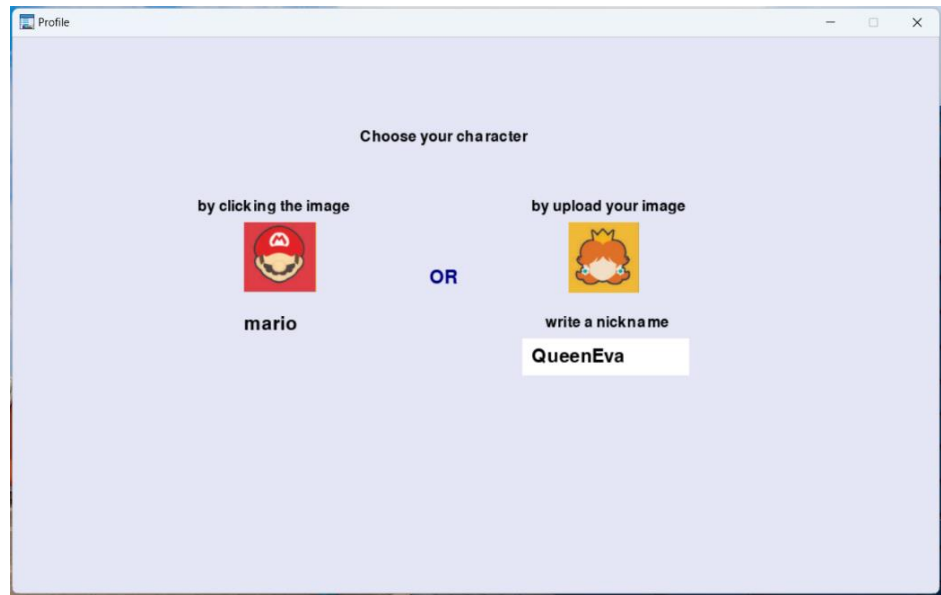 Profile
Choose your character
by clicking the image
by upload your image
OR
mario
write a nickname
QueenEva